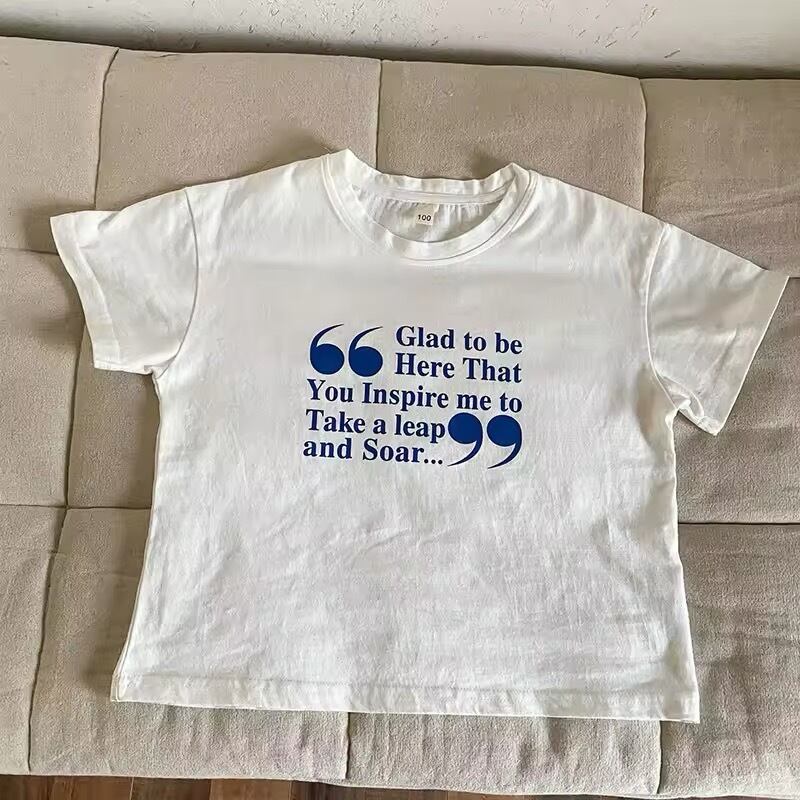 100
“ Glad to be
Here That
You Inspire me to
Take a leap ”
and Soar...